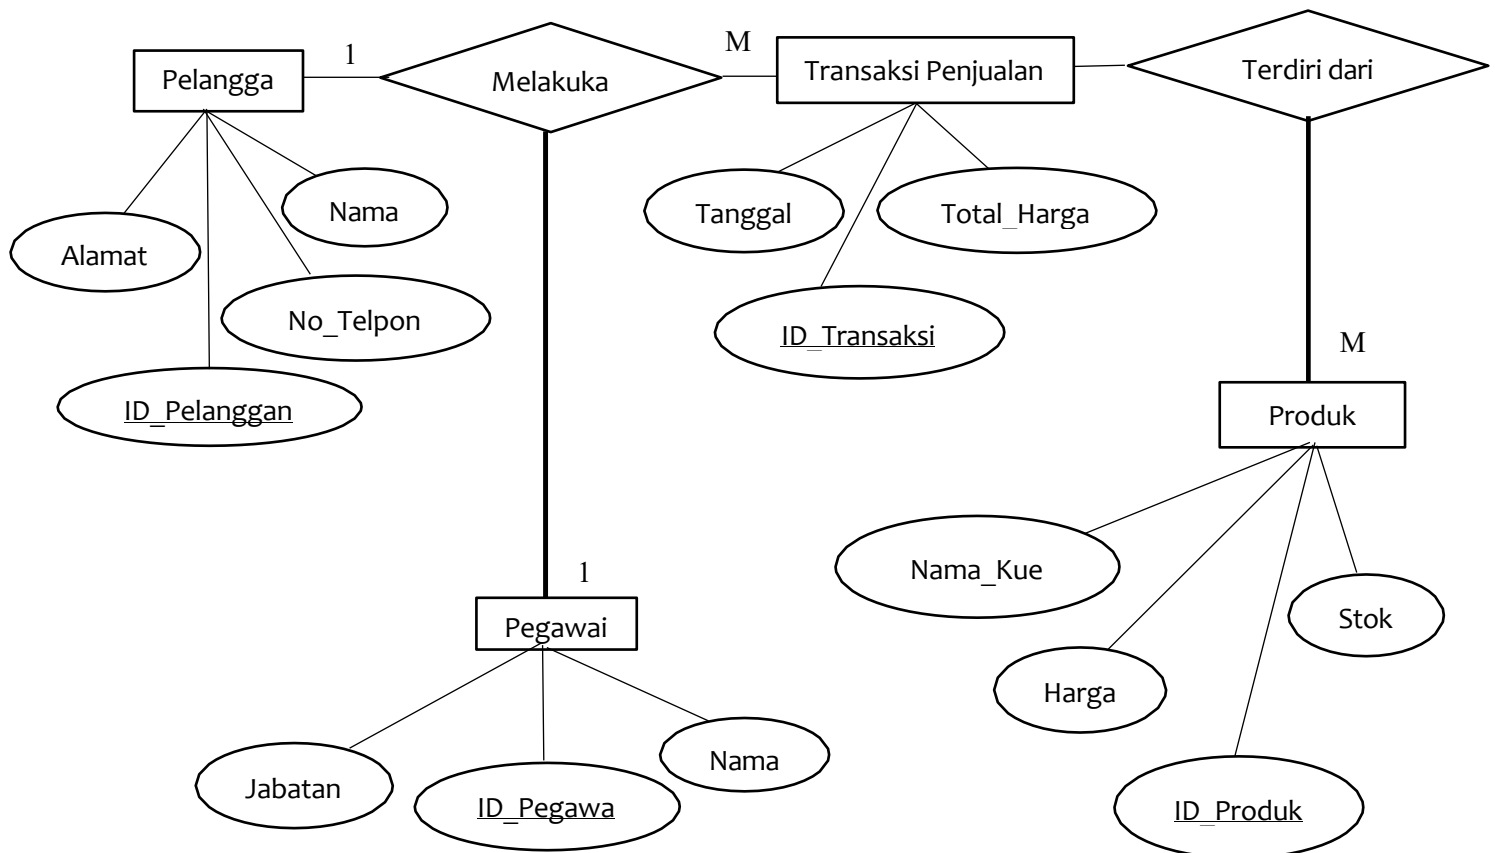 1
M
Pelangga
Melakuka
Transaksi Penjualan
Terdiri dari
Nama
Alamat
Tanggal
Total_Harga
No_Telpon
ID_Transaksi
M
ID_Pelanggan
Produk
Nama_Kue
1
Stok
Pegawai
Harga
Nama
Jabatan
ID_Pegawa
ID_Produk